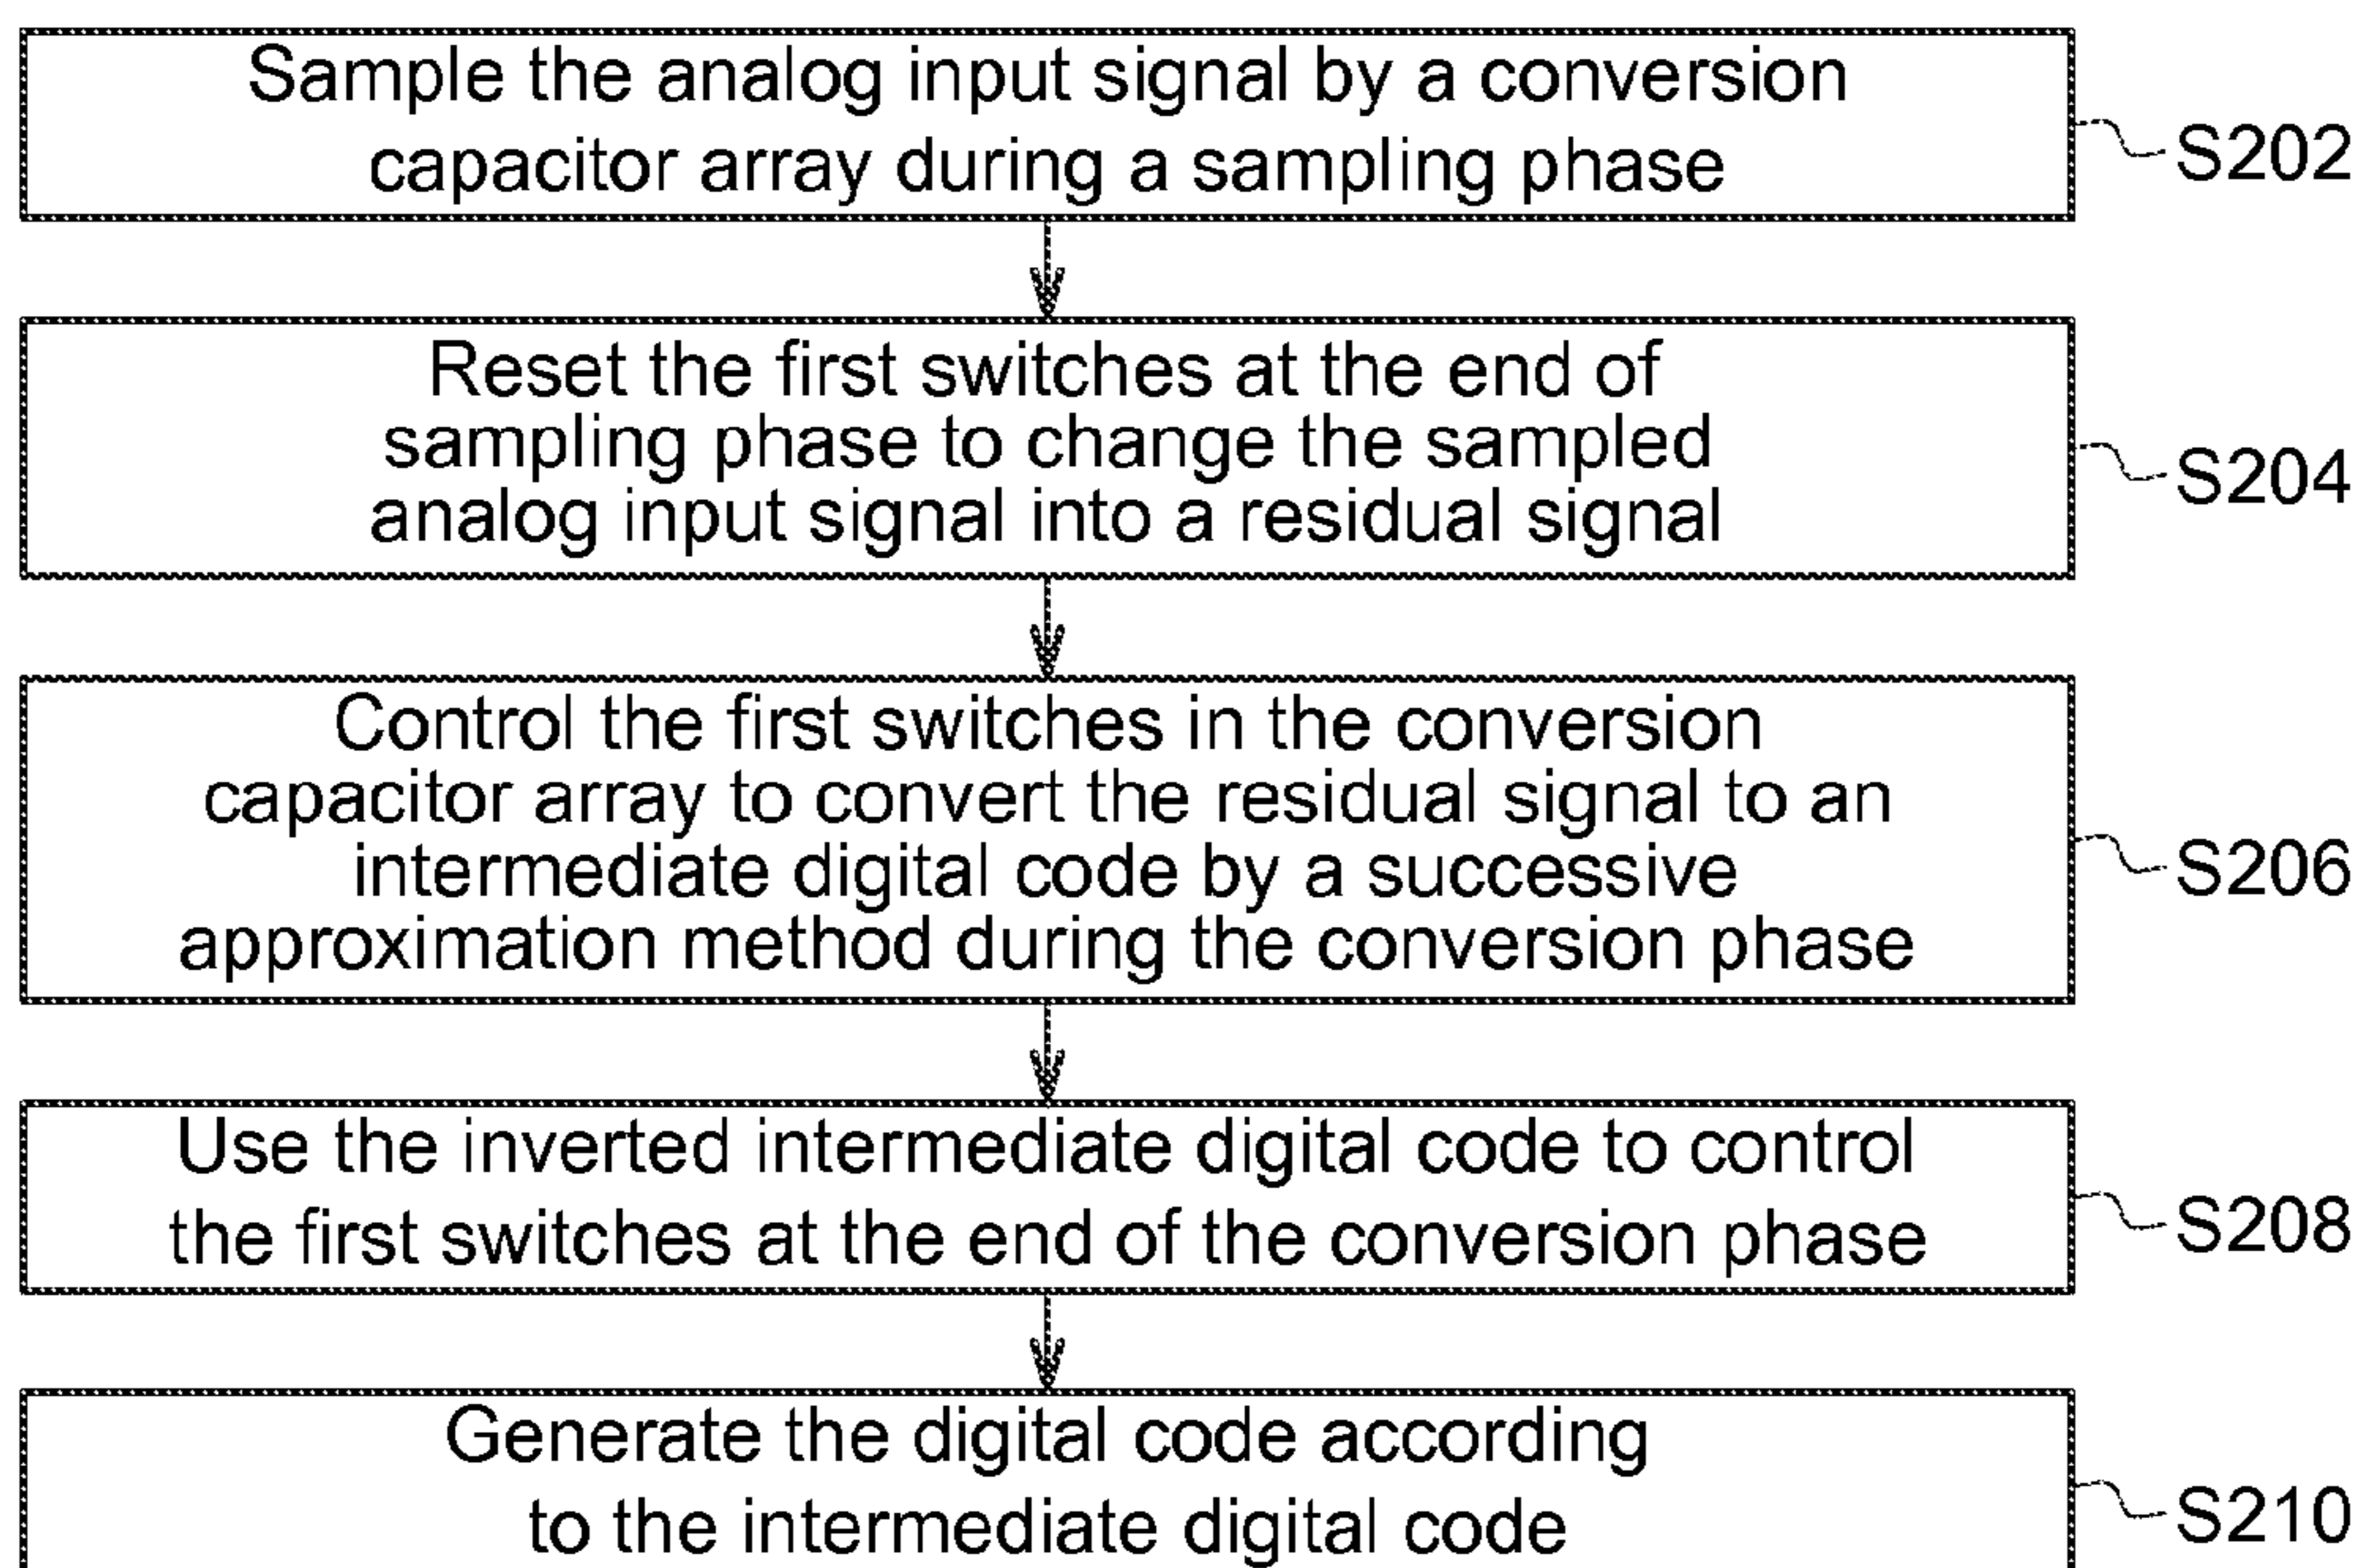 Sample the analog input signal by a conversion
capacitor array during a sampling phase
S202
Reset the first switches at the end of
sampling phase to change the sampled
analog input signal into a residual signal
S204
Control the first switches in the conversion
capacitor array to convert the residual signal to an
intermediate digital code by a successive
approximation method during the conversion phase
S206
Use the inverted intermediate digital code to control
the first switches at the end of the conversion phase
S208
Generate the digital code according
to the intermediate digital code
S210